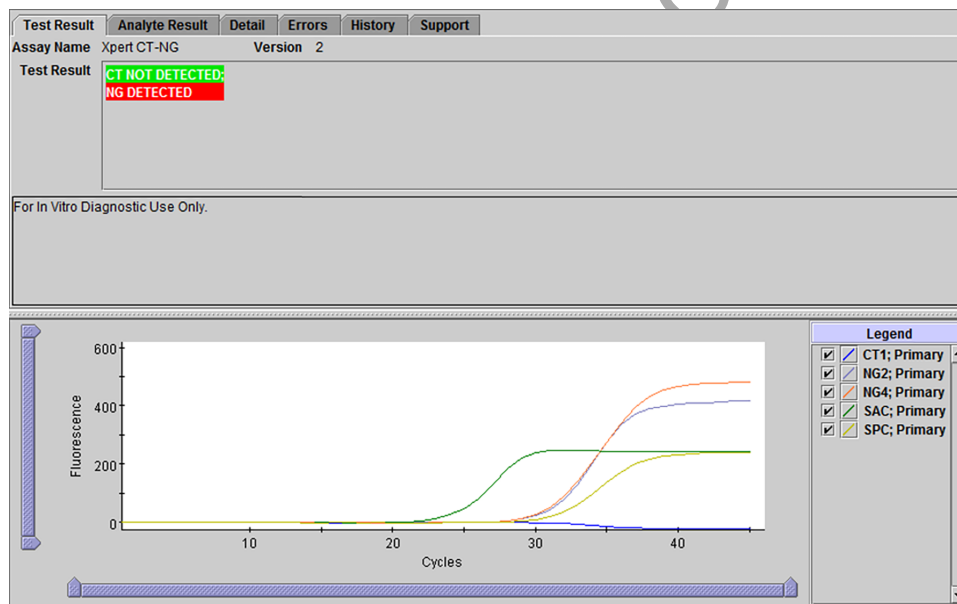 Test Result Analyte Result Detail Errors History Support
Assay Name Xpert CT-NG Version 2
Test Result CT NOT DETECTED;
NG DETECTED
For In Vitro Diagnostic Use Only.
Legend
CT1; Primary
NG2; Primary
NG4; Primary
SAC; Primary
SPC; Primary
600
400
200
0
Fluorescence
10 20 30 40
Cycles